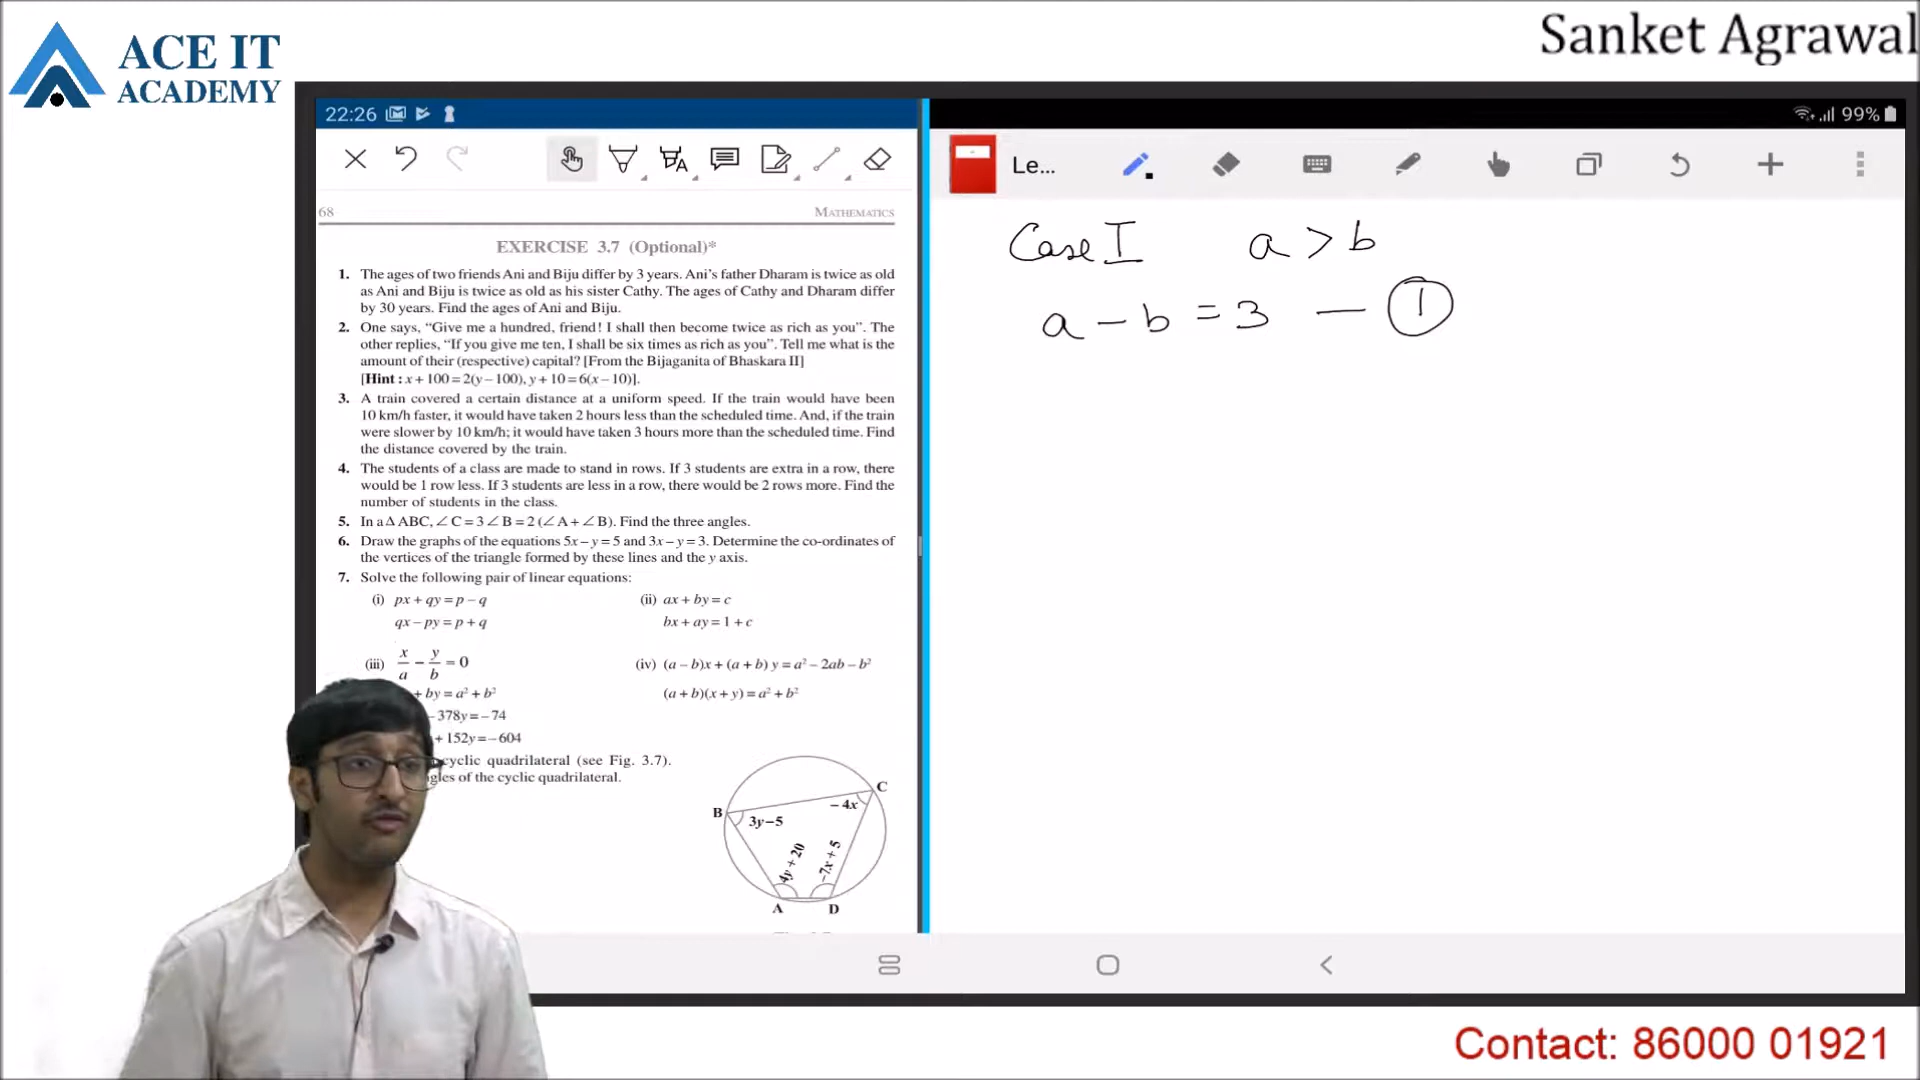 ACE IT
ACADEMY
Sanket Agrawal
22:26
99%
Le...
68
MATHEMATICS
EXERCISE 3.7 (Optional)*
1. The ages of two friends Ani and Biju differ by 3 years. Ani's father Dharam is twice as old
as Ani and Biju is twice as old as his sister Cathy. The ages of Cathy and Dharam differ
by 30 years. Find the ages of Ani and Biju.
2. One says, “Give me a hundred, friend! I shall then become twice as rich as you”. The
other replies, “If you give me ten, I shall be six times as rich as you”. Tell me what is the
amount of their (respective) capital? [From the Bijaganita of Bhaskara II]
[Hint : x + 100 = 2(y – 100), y + 10 = 6(x – 10)].
3. A train covered a certain distance at a uniform speed. If the train would have been
10 km/h faster, it would have taken 2 hours less than the scheduled time. And, if the train
were slower by 10 km/h; it would have taken 3 hours more than the scheduled time. Find
the distance covered by the train.
4. The students of a class are made to stand in rows. If 3 students are extra in a row, there
would be 1 row less. If 3 students are less in a row, there would be 2 rows more. Find the
number of students in the class.
5. In a Δ ABC, ∠ C = 3 ∠ B = 2 (∠ A + ∠ B). Find the three angles.
6. Draw the graphs of the equations 5x – y = 5 and 3x – y = 3. Determine the co-ordinates of
the vertices of the triangle formed by these lines and the y axis.
7. Solve the following pair of linear equations:
(i) px + qy = p – q
(ii) ax + by = c
qx – py = p + q
bx + ay = 1 + c
(iii) x/a – y/b = 0
(iv) (a – b)x + (a + b) y = a² – 2ab – b²
+ by = a² + b²
(a + b)(x + y) = a² + b²
– 378y = – 74
+ 152y = – 604
cyclic quadrilateral (see Fig. 3.7).
gles of the cyclic quadrilateral.
C
B
– 4x
3y – 5
4y + 20
–7x + 5
A
D
Case I a > b
a – b = 3 — ①
Contact: 86000 01921